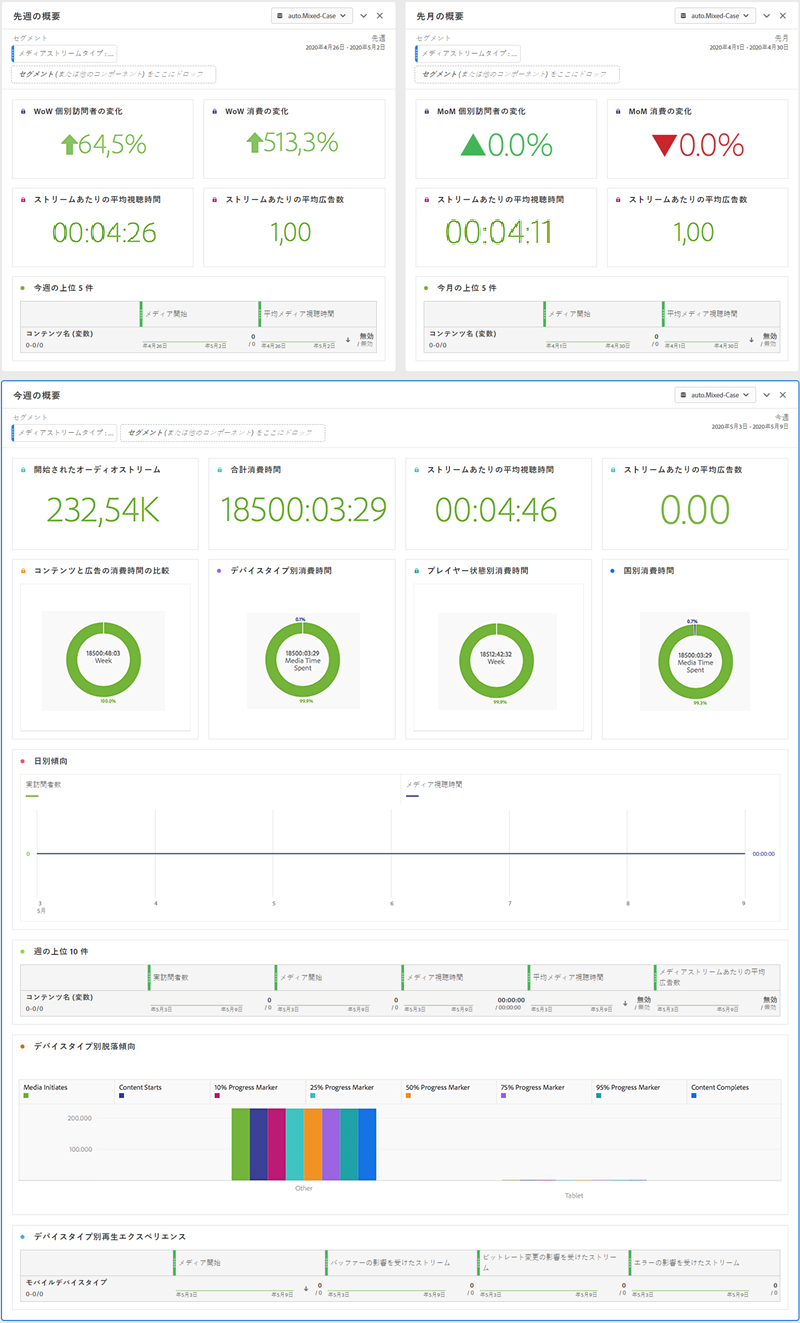 先週の概要
auto.Mixed-Case
セグメント
先週
2020年4月26日 - 2020年5月2日
メディアストリームタイプ :...
セグメント (または他のコンポーネント) をここにドロップ
WoW 個別訪問者の変化
64,5%
WoW 消費の変化
513,3%
ストリームあたりの平均視聴時間
00:04:26
ストリームあたりの平均広告数
1,00
今週の上位 5 件
メディア開始
平均メディア視聴時間
コンテンツ名 (変数)
0-0/0
年4月26日
年5月2日
0
/ 0
年4月26日
年5月2日
無効
/ 無効
先月の概要
auto.Mixed-Case
セグメント
先月
2020年4月1日 - 2020年4月30日
メディアストリームタイプ :...
セグメント (または他のコンポーネント) をここにドロップ
MoM 個別訪問者の変化
0.0%
MoM 消費の変化
0.0%
ストリームあたりの平均視聴時間
00:04:11
ストリームあたりの平均広告数
1,00
今月の上位 5 件
メディア開始
平均メディア視聴時間
コンテンツ名 (変数)
0-0/0
年4月1日
年4月30日
0
/ 0
年4月1日
年4月30日
無効
/ 無効
今週の概要
auto.Mixed-Case
セグメント
今週
2020年5月3日 - 2020年5月9日
メディアストリームタイプ :...
セグメント (または他のコンポーネント) をここにドロップ
開始されたオーディオストリーム
232,54K
合計消費時間
18500:03:29
ストリームあたりの平均視聴時間
00:04:46
ストリームあたりの平均広告数
0.00
コンテンツと広告の消費時間の比較
18500:48:03
Week
100.0%
デバイスタイプ別消費時間
0.1%
18500:03:29
Media Time
Spent
99.9%
プレイヤー状態別消費時間
18512:42:32
Week
99.9%
国別消費時間
0.7%
18500:03:29
Media Time
Spent
99.3%
日別傾向
実訪問者数
メディア視聴時間
0
00:00:00
3
4
5
6
7
8
9
5月
週の上位 10 件
実訪問者数
メディア開始
メディア視聴時間
平均メディア視聴時間
メディアストリームあたりの平均
広告数
コンテンツ名 (変数)
0-0/0
年5月3日
年5月9日
0
/ 0
年5月3日
年5月9日
0
/ 0
年5月3日
年5月9日
00:00:00
/ 00:00:00
年5月3日
年5月9日
無効
/ 無効
年5月3日
年5月9日
無効
/ 無効
デバイスタイプ別脱落傾向
Media Initiates
Content Starts
10% Progress Marker
25% Progress Marker
50% Progress Marker
75% Progress Marker
95% Progress Marker
Content Completes
200.000
100.000
Other
Tablet
デバイスタイプ別再生エクスペリエンス
メディア開始
バッファーの影響を受けたストリーム
ビットレート変更の影響を受けたストリー
ム
エラーの影響を受けたストリーム
モバイルデバイスタイプ
0-0/0
年5月3日
年5月9日
0
/ 0
年5月3日
年5月9日
0
/ 0
年5月3日
年5月9日
0
/ 0
年5月3日
年5月9日
0
/ 0